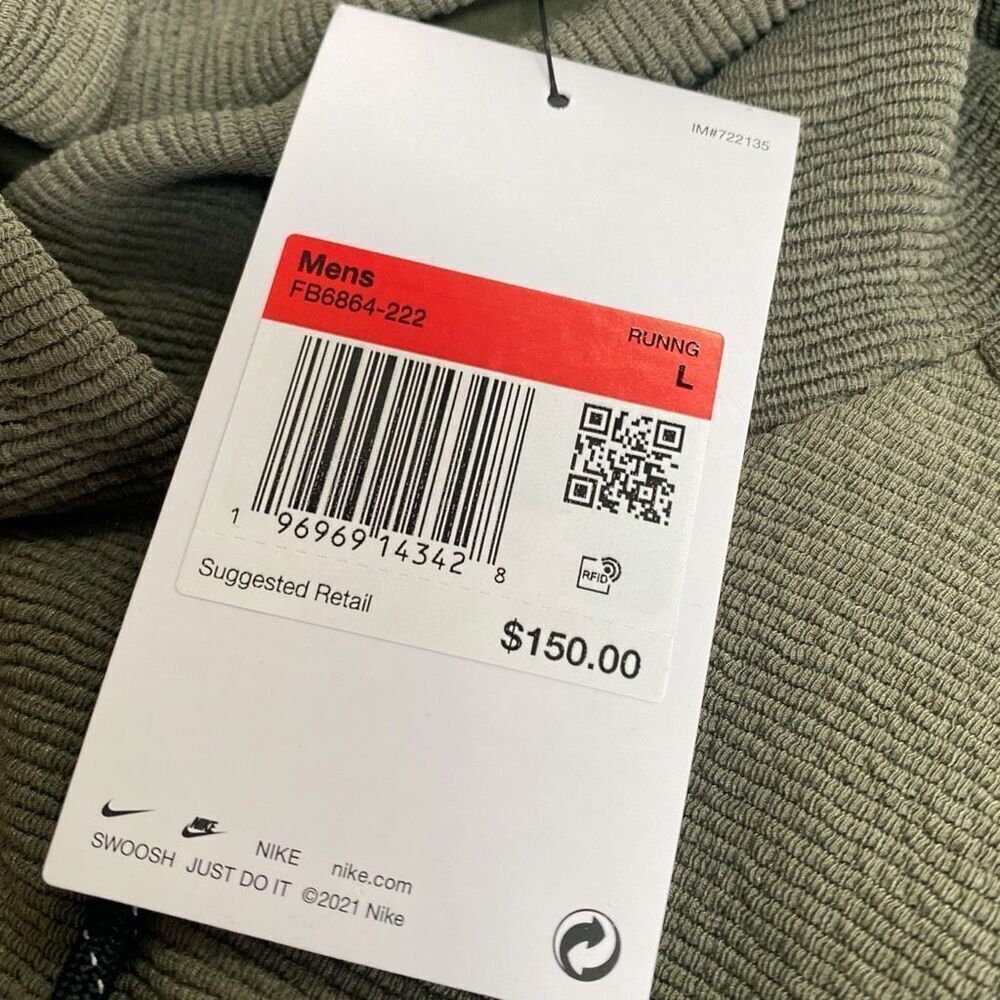 IM#722135
Mens
FB6864-222
RUNNG
L
1 96969 14342 8
RFID
Suggested Retail
$150.00
NIKE
NIKE nike.com
SWOOSH JUST DO IT ©2021 Nike